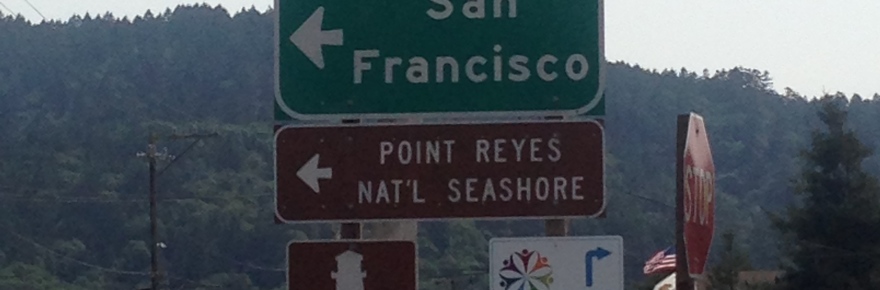 San
Francisco
POINT REYES
NAT'L SEASHORE
STOP